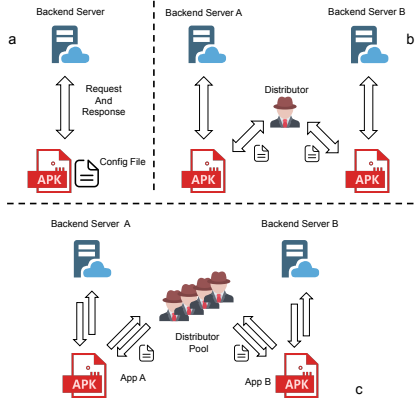 Backend Server
a
Request
And
Response
Config File
APK
Backend Server A
Backend Server B
b
Distributor
APK
APK
Backend Server A
Backend Server B
Distributor
Pool
App A
App B
APK
APK
c